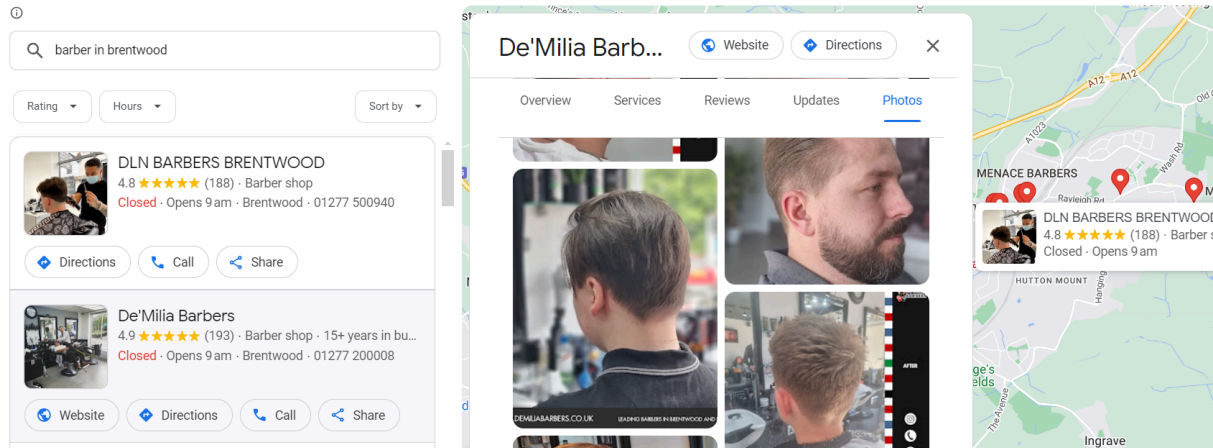 barber in brentwood
Rating
Hours
Sort by
DLN BARBERS BRENTWOOD
4.8 ★★★★★ (188) · Barber shop
Closed · Opens 9 am · Brentwood · 01277 500940
Directions
Call
Share
De'Milia Barbers
4.9 ★★★★★ (193) · Barber shop · 15+ years in bu...
Closed · Opens 9 am · Brentwood · 01277 200008
Website
Directions
Call
Share
De'Milia Barb...
Website
Directions
Overview
Services
Reviews
Updates
Photos
DEMILIABARBERS.CO.UK
LEADING BARBERS IN BRENTWOOD AND
AFTER
A12
A12
A1023
Wash Rd
MENACE BARBERS
Rayleigh Rd
DLN BARBERS BRENTWOOD
4.8 ★★★★★ (188) · Barber s
Closed · Opens 9 am
HUTTON MOUNT
Hanging
The Avenue
Ingrave